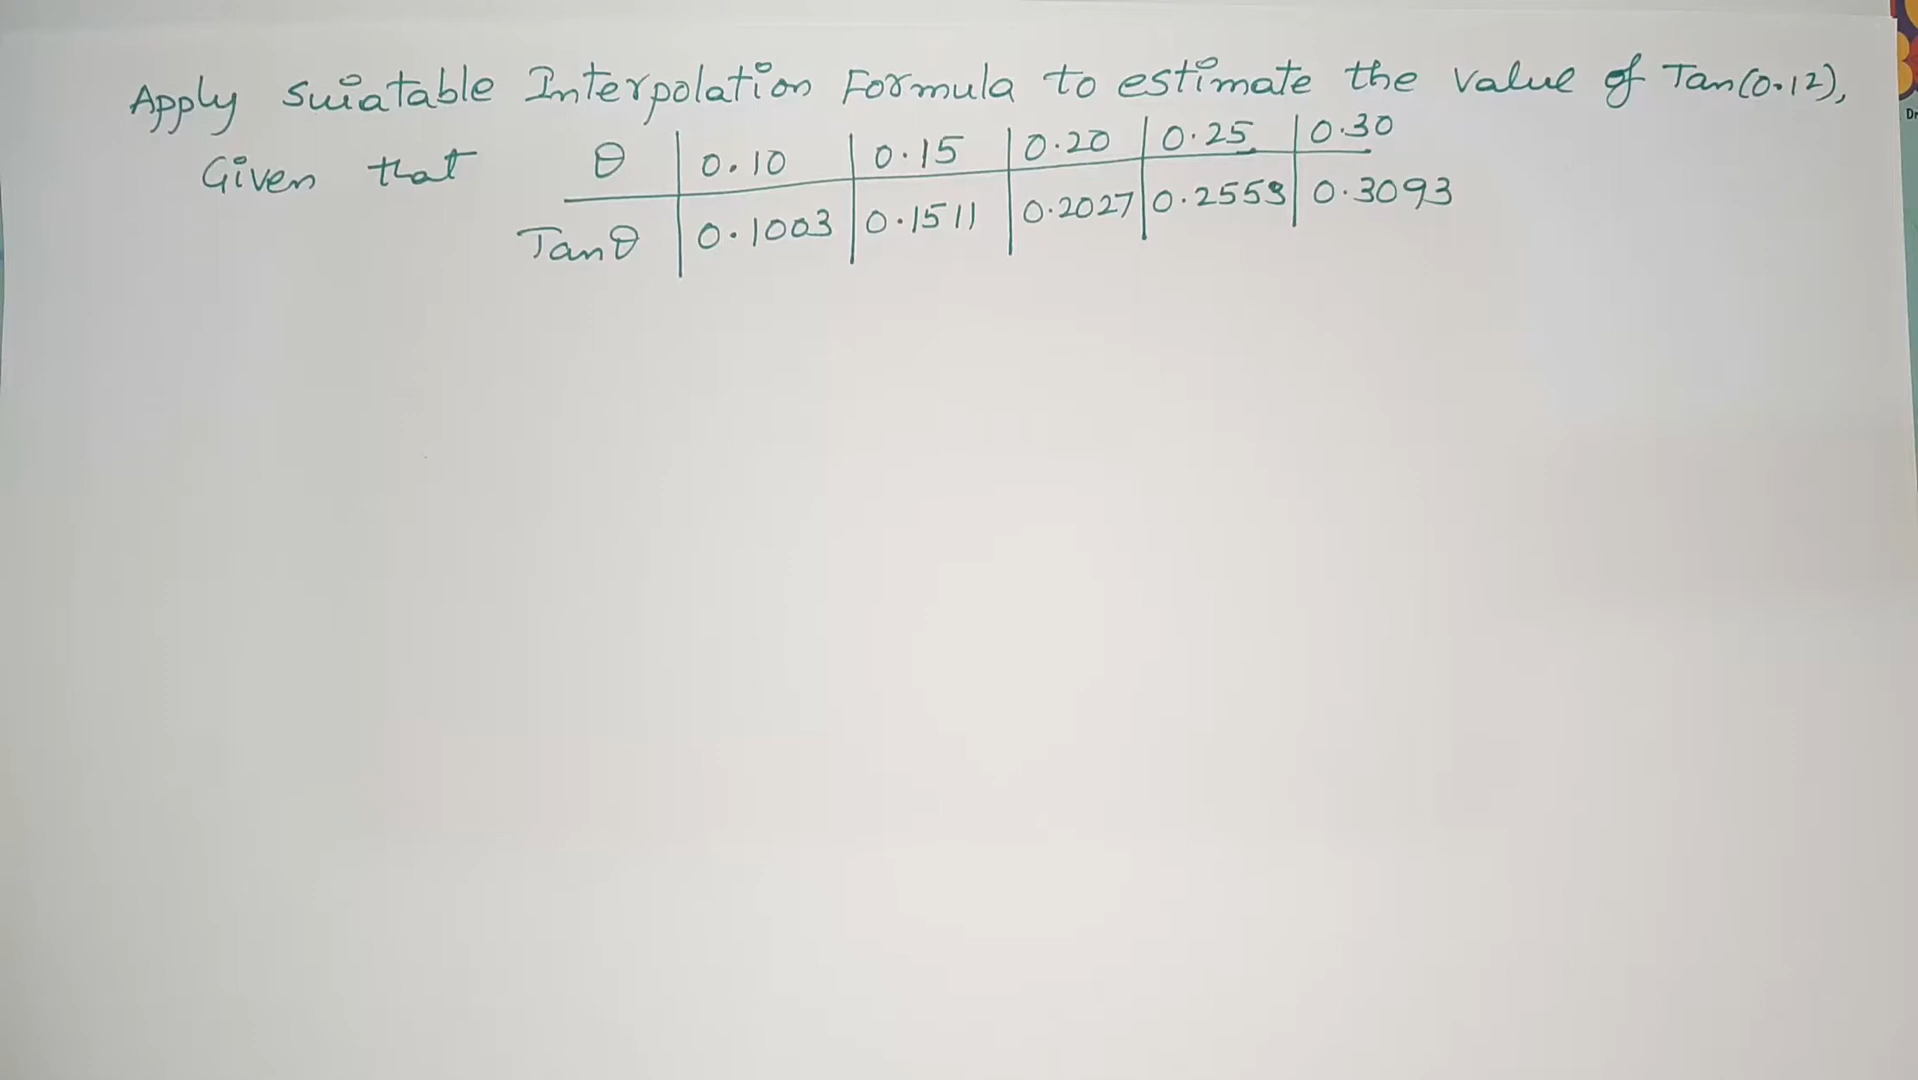 Apply Suiatable Interpolation Formula to estimate the value of Tan(0.12),
Given that θ 0.10 0.15 0.20 0.25 0.30
Tanθ 0.1003 0.1511 0.2027 0.2553 0.3093
Dr